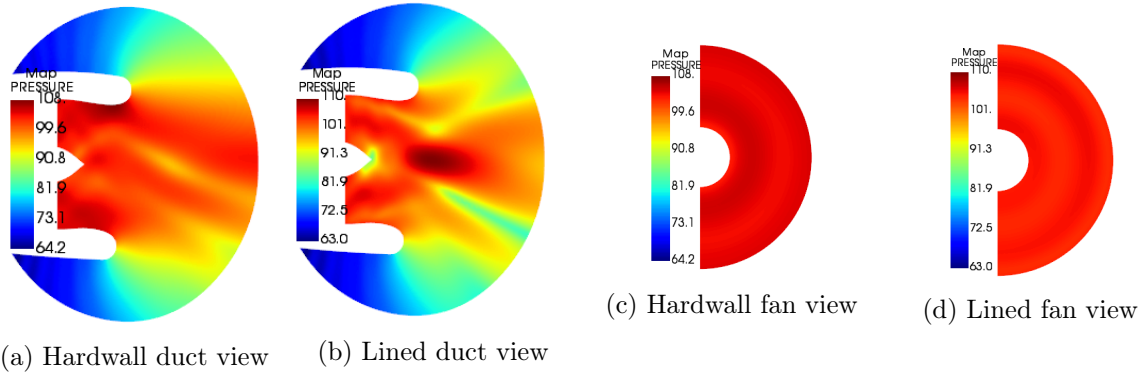 Map
PRESSURE
108.
99.6
90.8
81.9
73.1
64.2
(a) Hardwall duct view
Map
PRESSURE
110.
101.
91.3
81.9
72.5
63.0
(b) Lined duct view
Map
PRESSURE
108.
99.6
90.8
81.9
73.1
64.2
(c) Hardwall fan view
Map
PRESSURE
110.
101.
91.3
81.9
72.5
63.0
(d) Lined fan view